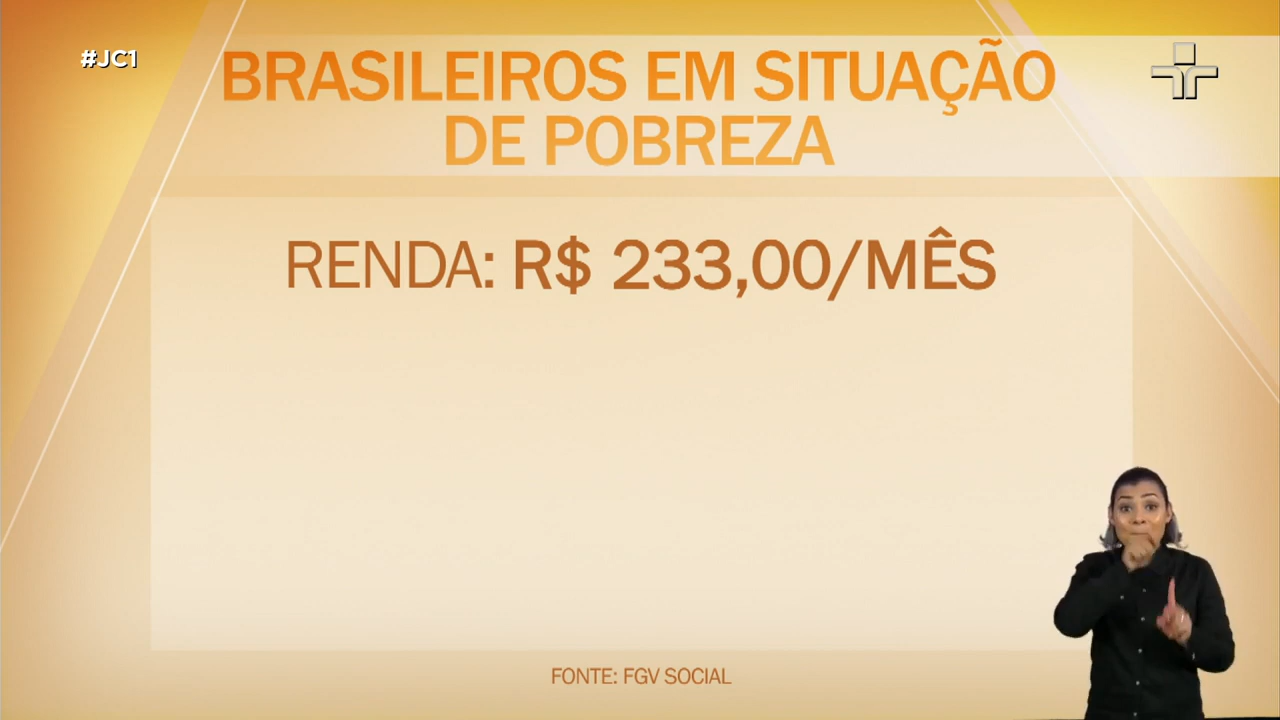 #JC1
BRASILEIROS EM SITUAÇÃO
DE POBREZA
RENDA: R$ 233,00/MÊS
FONTE: FGV SOCIAL